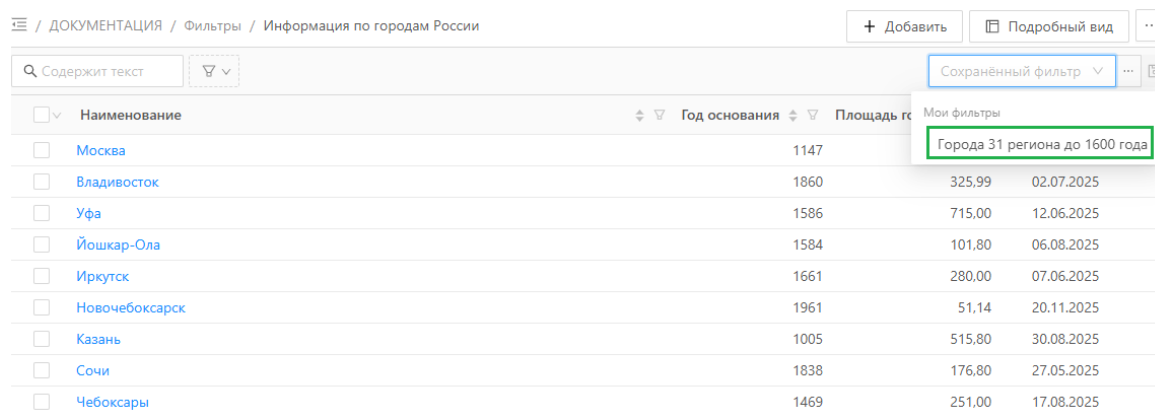 / ДОКУМЕНТАЦИЯ / Фильтры / Информация по городам России + Добавить Подробный вид ...
Содержит текст Сохранённый фильтр ...
Мои фильтры
Наименование Год основания Площадь го
Города 31 региона до 1600 года
Москва 1147
Владивосток 1860 325,99 02.07.2025
Уфа 1586 715,00 12.06.2025
Йошкар-Ола 1584 101,80 06.08.2025
Иркутск 1661 280,00 07.06.2025
Новочебоксарск 1961 51,14 20.11.2025
Казань 1005 515,80 30.08.2025
Сочи 1838 176,80 27.05.2025
Чебоксары 1469 251,00 17.08.2025